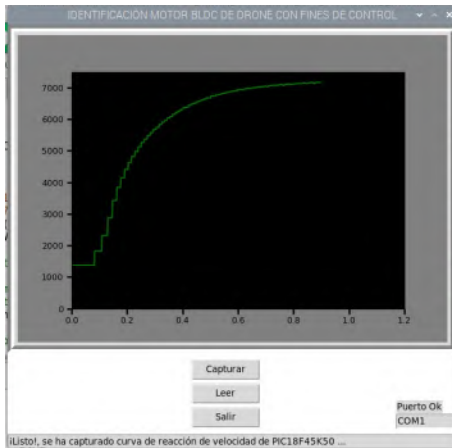 IDENTIFICACIÓN MOTOR BLDC DE DRONE CON FINES DE CONTROL
7000
6000
5000
4000
3000
2000
1000
0
0.0 0.2 0.4 0.6 0.8 1.0 1.2
Capturar
Leer
Salir
Puerto Ok
COM1
¡Listo!, se ha capturado curva de reacción de velocidad de PIC18F45K50 ...